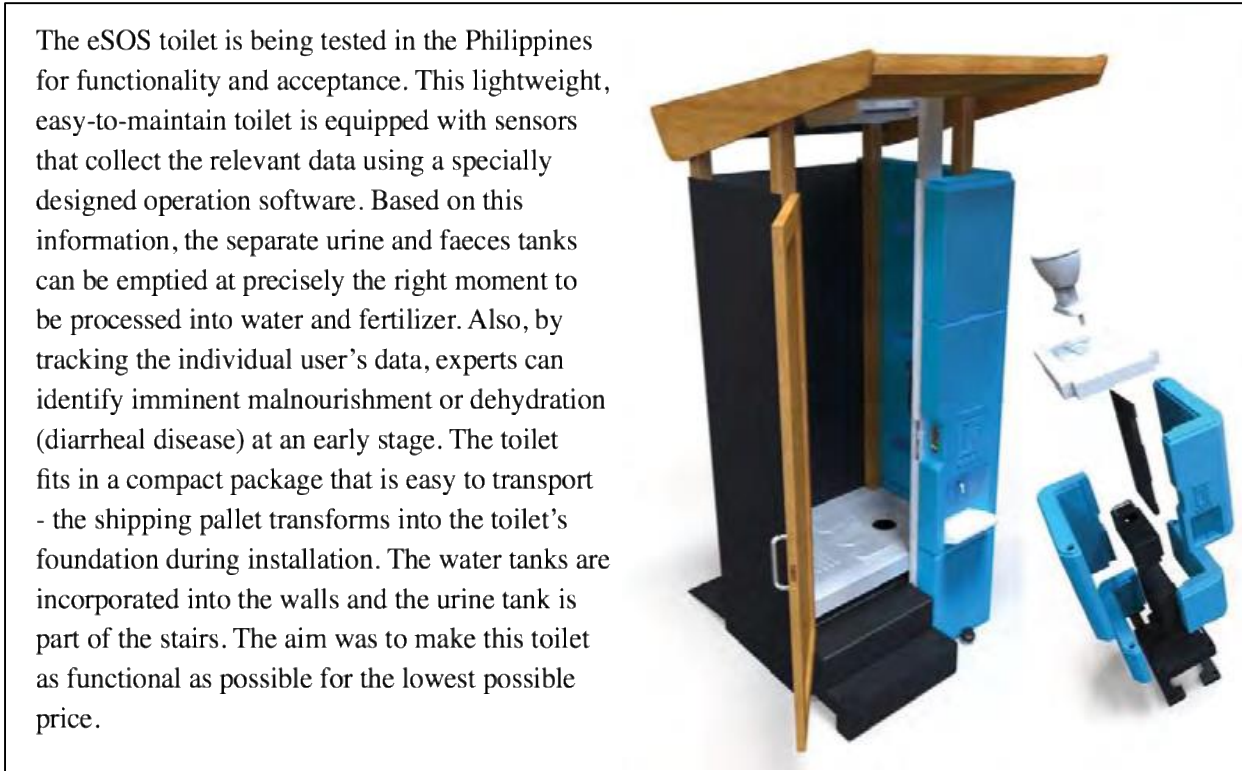 The eSOS toilet is being tested in the Philippines
for functionality and acceptance. This lightweight,
easy-to-maintain toilet is equipped with sensors
that collect the relevant data using a specially
designed operation software. Based on this
information, the separate urine and faeces tanks
can be emptied at precisely the right moment to
be processed into water and fertilizer. Also, by
tracking the individual user’s data, experts can
identify imminent malnourishment or dehydration
(diarrheal disease) at an early stage. The toilet
fits in a compact package that is easy to transport
- the shipping pallet transforms into the toilet’s
foundation during installation. The water tanks are
incorporated into the walls and the urine tank is
part of the stairs. The aim was to make this toilet
as functional as possible for the lowest possible
price.